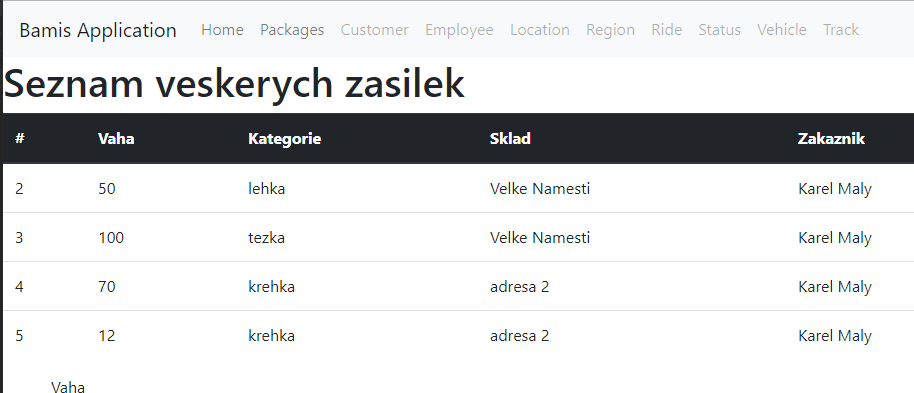 Bamis Application Home Packages Customer Employee Location Region Ride Status Vehicle Track
Seznam veskerych zasilek
# Vaha Kategorie Sklad Zakaznik
2 50 lehka Velke Namesti Karel Maly
3 100 tezka Velke Namesti Karel Maly
4 70 krehka adresa 2 Karel Maly
5 12 krehka adresa 2 Karel Maly
Vaha